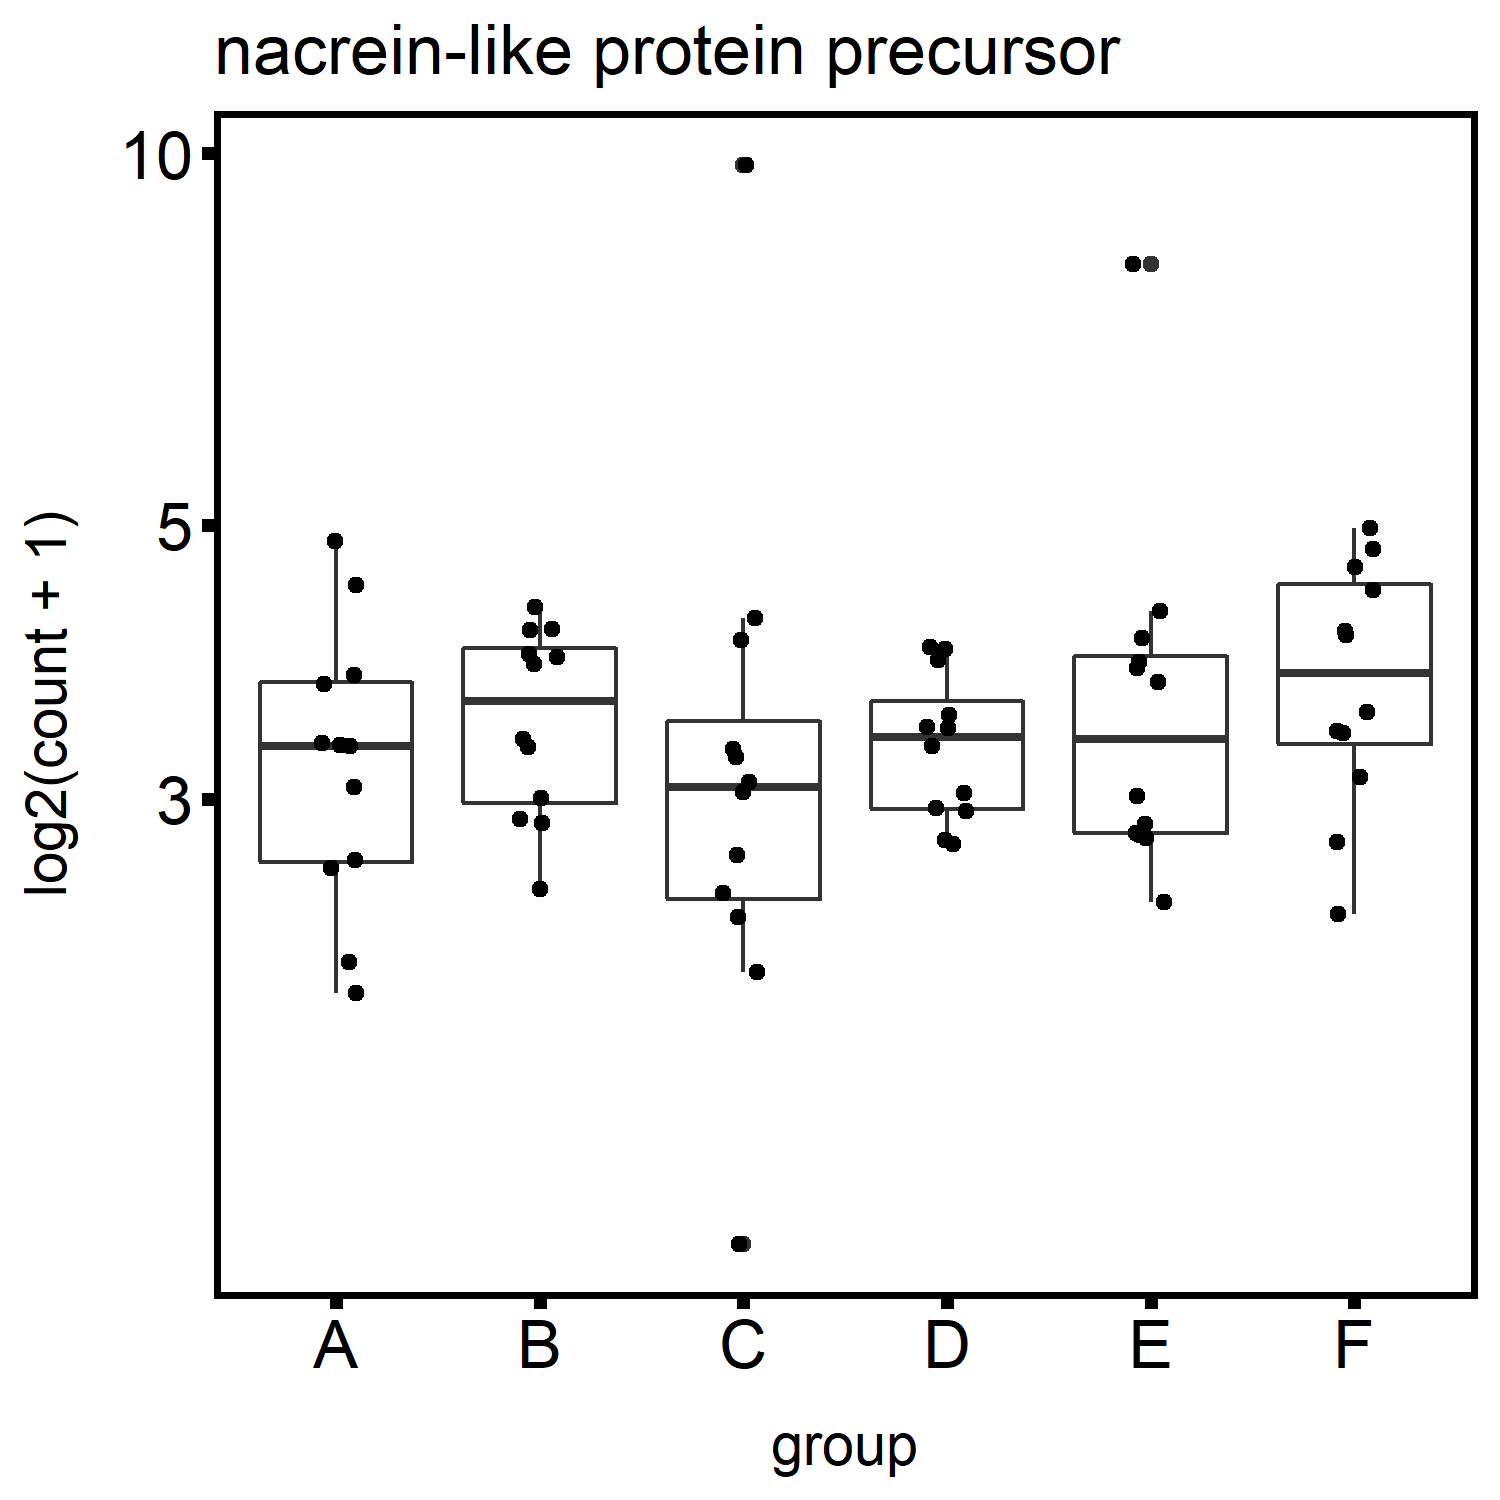 nacrein-like protein precursor
10
5
3
log2(count + 1)
A B C D E F
group